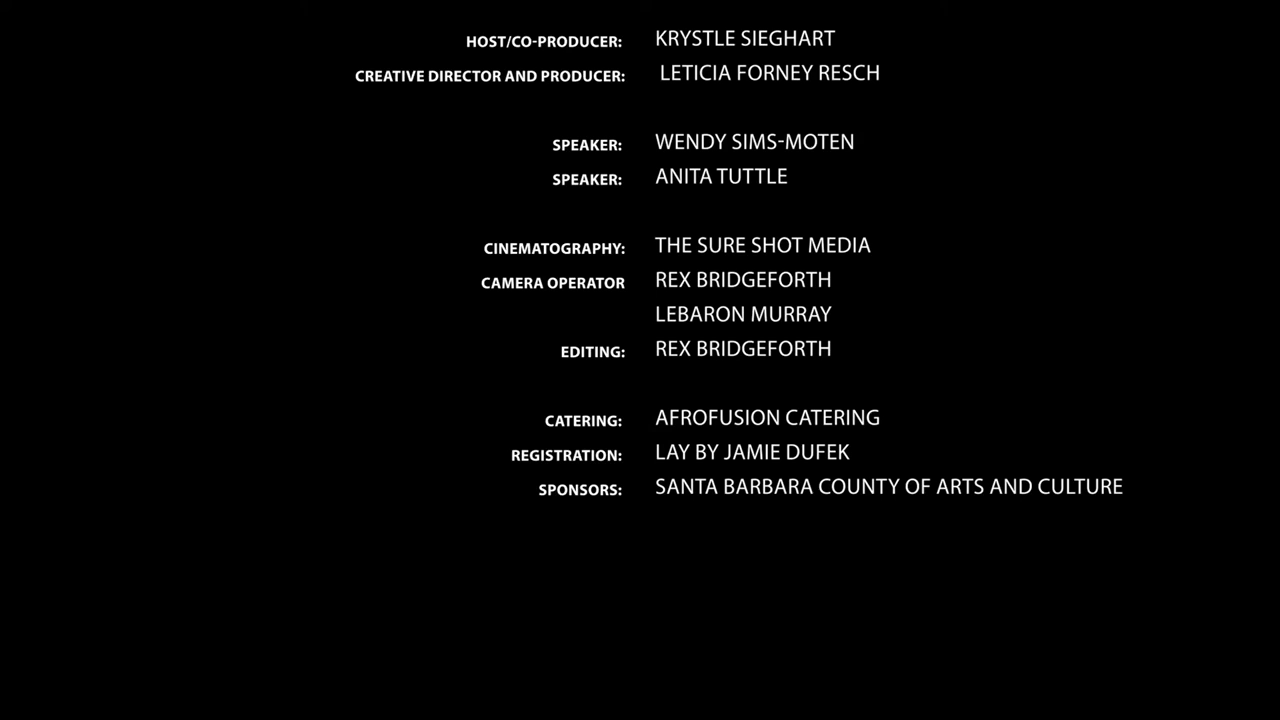 HOST/CO-PRODUCER: KRYSTLE SIEGHART
CREATIVE DIRECTOR AND PRODUCER: LETICIA FORNEY RESCH
SPEAKER: WENDY SIMS-MOTEN
SPEAKER: ANITA TUTTLE
CINEMATOGRAPHY: THE SURE SHOT MEDIA
CAMERA OPERATOR REX BRIDGEFORTH
LEBARON MURRAY
EDITING: REX BRIDGEFORTH
CATERING: AFROFUSION CATERING
REGISTRATION: LAY BY JAMIE DUFEK
SPONSORS: SANTA BARBARA COUNTY OF ARTS AND CULTURE